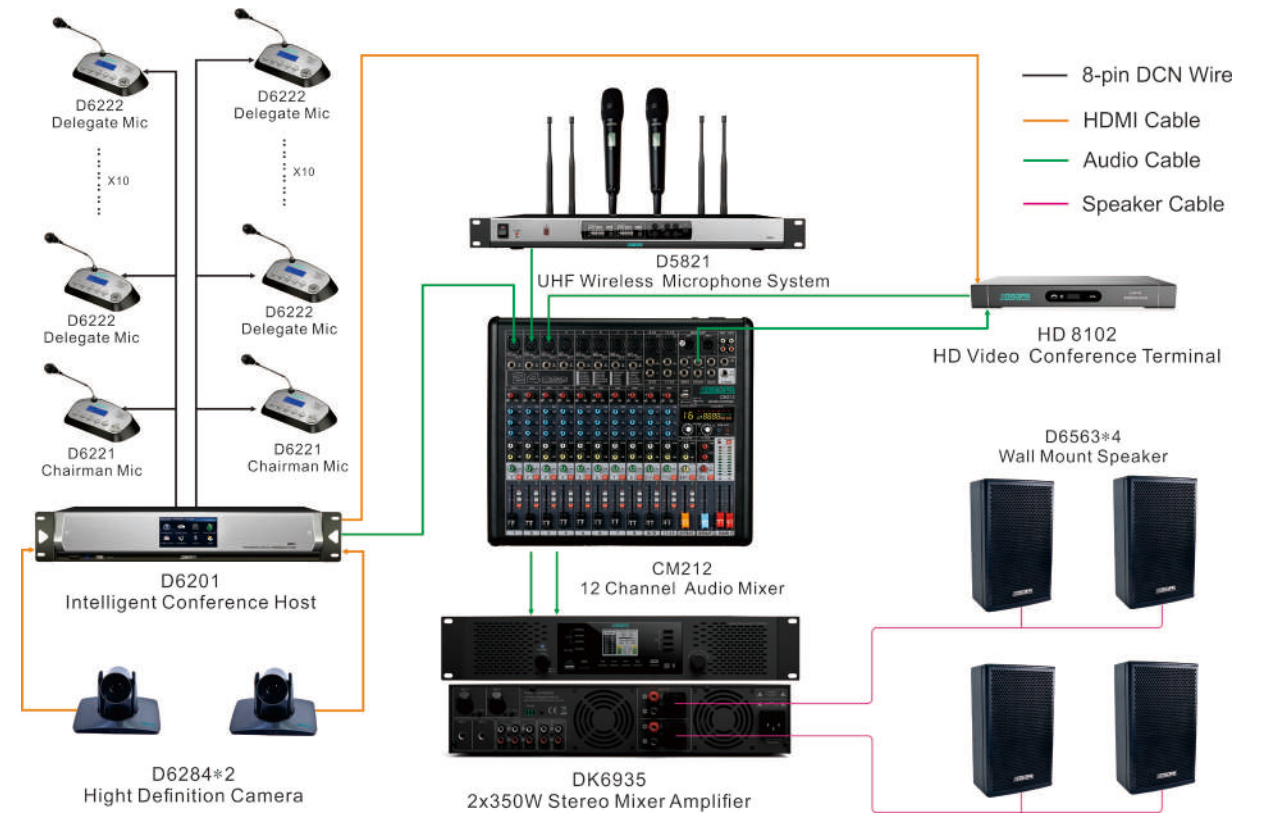 D6222
Delegate Mic
D6222
Delegate Mic
X10
X10
D6222
Delegate Mic
D6222
Delegate Mic
D6221
Chairman Mic
D6221
Chairman Mic
D6201
Intelligent Conference Host
D6284*2
Hight Definition Camera
D5821
UHF Wireless Microphone System
CM212
12 Channel Audio Mixer
DK6935
2x350W Stereo Mixer Amplifier
8-pin DCN Wire
HDMI Cable
Audio Cable
Speaker Cable
HD 8102
HD Video Conference Terminal
D6563*4
Wall Mount Speaker